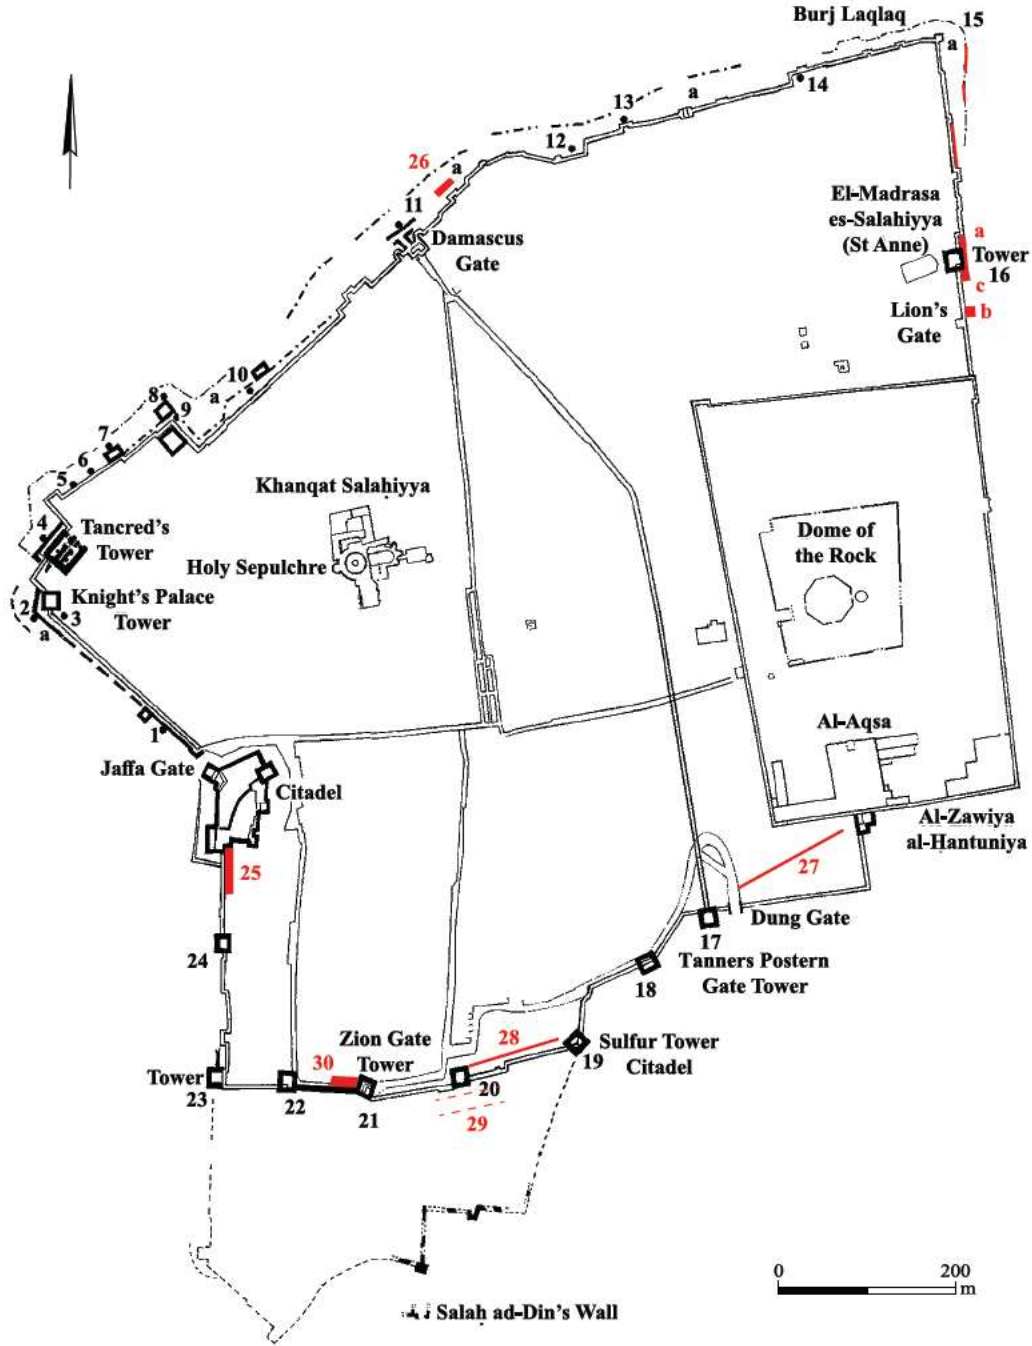 Burj Laqlaq
15
a
14
a
13
12
26
a
11
Damascus
Gate
El-Madrasa
es-Salahiyya
(St Anne)
a
Tower
16
c
Lion's
Gate
b
10
a
8
9
7
6
5
4
Tancred's
Tower
Khanqat Salahiyya
Holy Sepulchre
Dome of
the Rock
Knight's Palace
Tower
2
3
a
1
Jaffa Gate
Citadel
Al-Aqsa
Al-Zawiya
al-Hantuniya
25
27
Dung Gate
17
Tanners Postern
Gate Tower
24
18
Zion Gate
Tower
28
Sulfur Tower
Citadel
19
30
Tower
23
22
21
20
29
0
200
m
Salah ad-Din's Wall